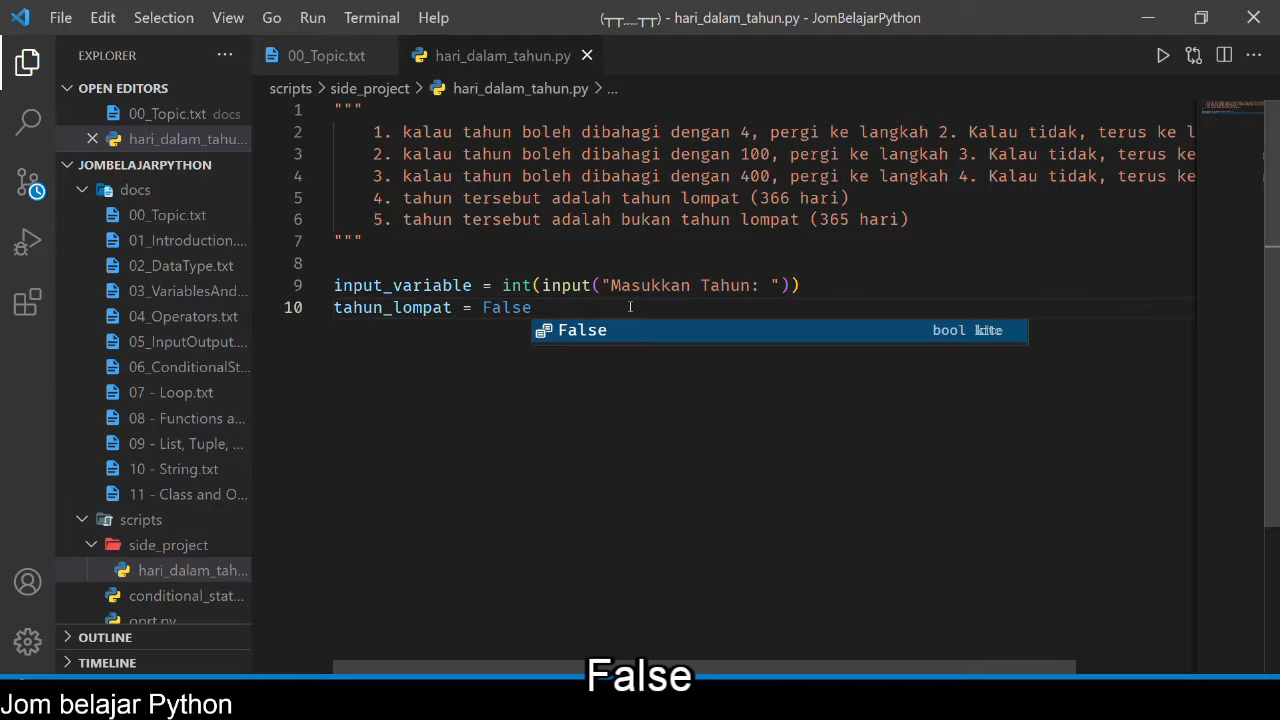 File Edit Selection View Go Run Terminal Help (┬┬﹏┬┬) - hari_dalam_tahun.py - JomBelajarPython
EXPLORER
00_Topic.txt
hari_dalam_tahun.py
OPEN EDITORS
00_Topic.txt docs
hari_dalam_tahu...
JOMBELAJARPYTHON
docs
00_Topic.txt
01_Introduction....
02_DataType.txt
03_VariablesAnd...
04_Operators.txt
05_InputOutput....
06_ConditionalSt...
07 - Loop.txt
08 - Functions a...
09 - List, Tuple, ...
10 - String.txt
11 - Class and O...
scripts
side_project
hari_dalam_tah...
conditional_stat...
oprt.py
OUTLINE
TIMELINE
scripts > side_project > hari_dalam_tahun.py > ...
1 """
2 1. kalau tahun boleh dibahagi dengan 4, pergi ke langkah 2. Kalau tidak, terus ke l
3 2. kalau tahun boleh dibahagi dengan 100, pergi ke langkah 3. Kalau tidak, terus ke
4 3. kalau tahun boleh dibahagi dengan 400, pergi ke langkah 4. Kalau tidak, terus ke
5 4. tahun tersebut adalah tahun lompat (366 hari)
6 5. tahun tersebut adalah bukan tahun lompat (365 hari)
7 """
8
9 input_variable = int(input("Masukkan Tahun: "))
10 tahun_lompat = False
False bool kite
False
Jom belajar Python